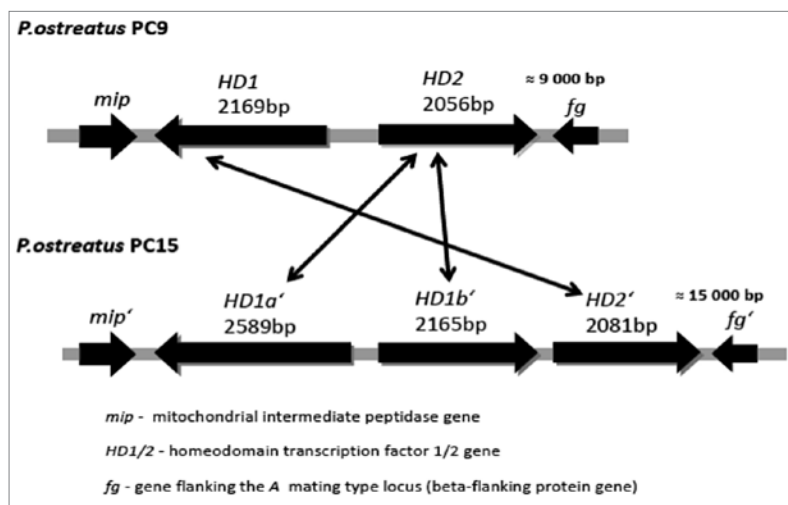 P.ostreatus PC9
HD1 HD2 ≈ 9 000 bp
mip 2169bp 2056bp fg
P.ostreatus PC15
HD1a‘ HD1b‘ HD2‘ ≈ 15 000 bp
mip‘ 2589bp 2165bp 2081bp fg‘
mip - mitochondrial intermediate peptidase gene
HD1/2 - homeodomain transcription factor 1/2 gene
fg - gene flanking the A mating type locus (beta-flanking protein gene)